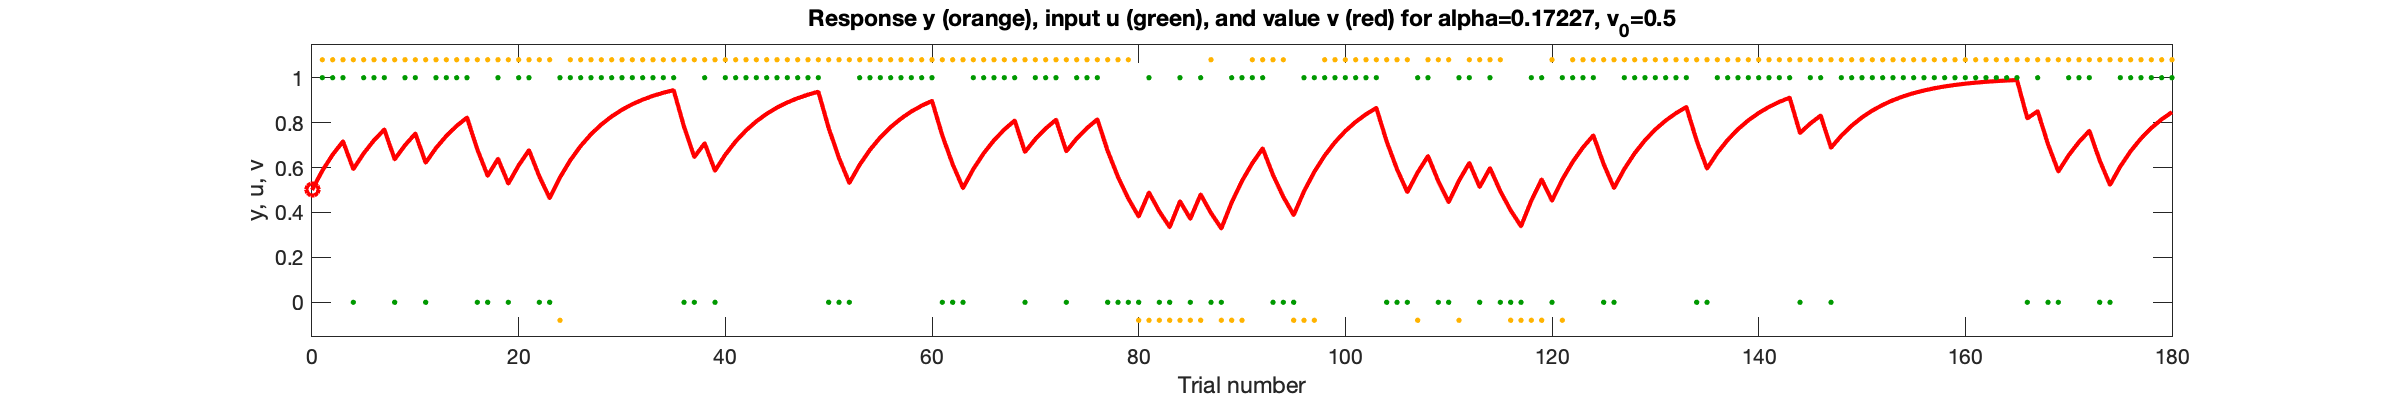 Response y (orange), input u (green), and value v (red) for alpha=0.17227, v0=0.5
y, u, v
1
0.8
0.6
0.4
0.2
0
0 20 40 60 80 100 120 140 160 180
Trial number